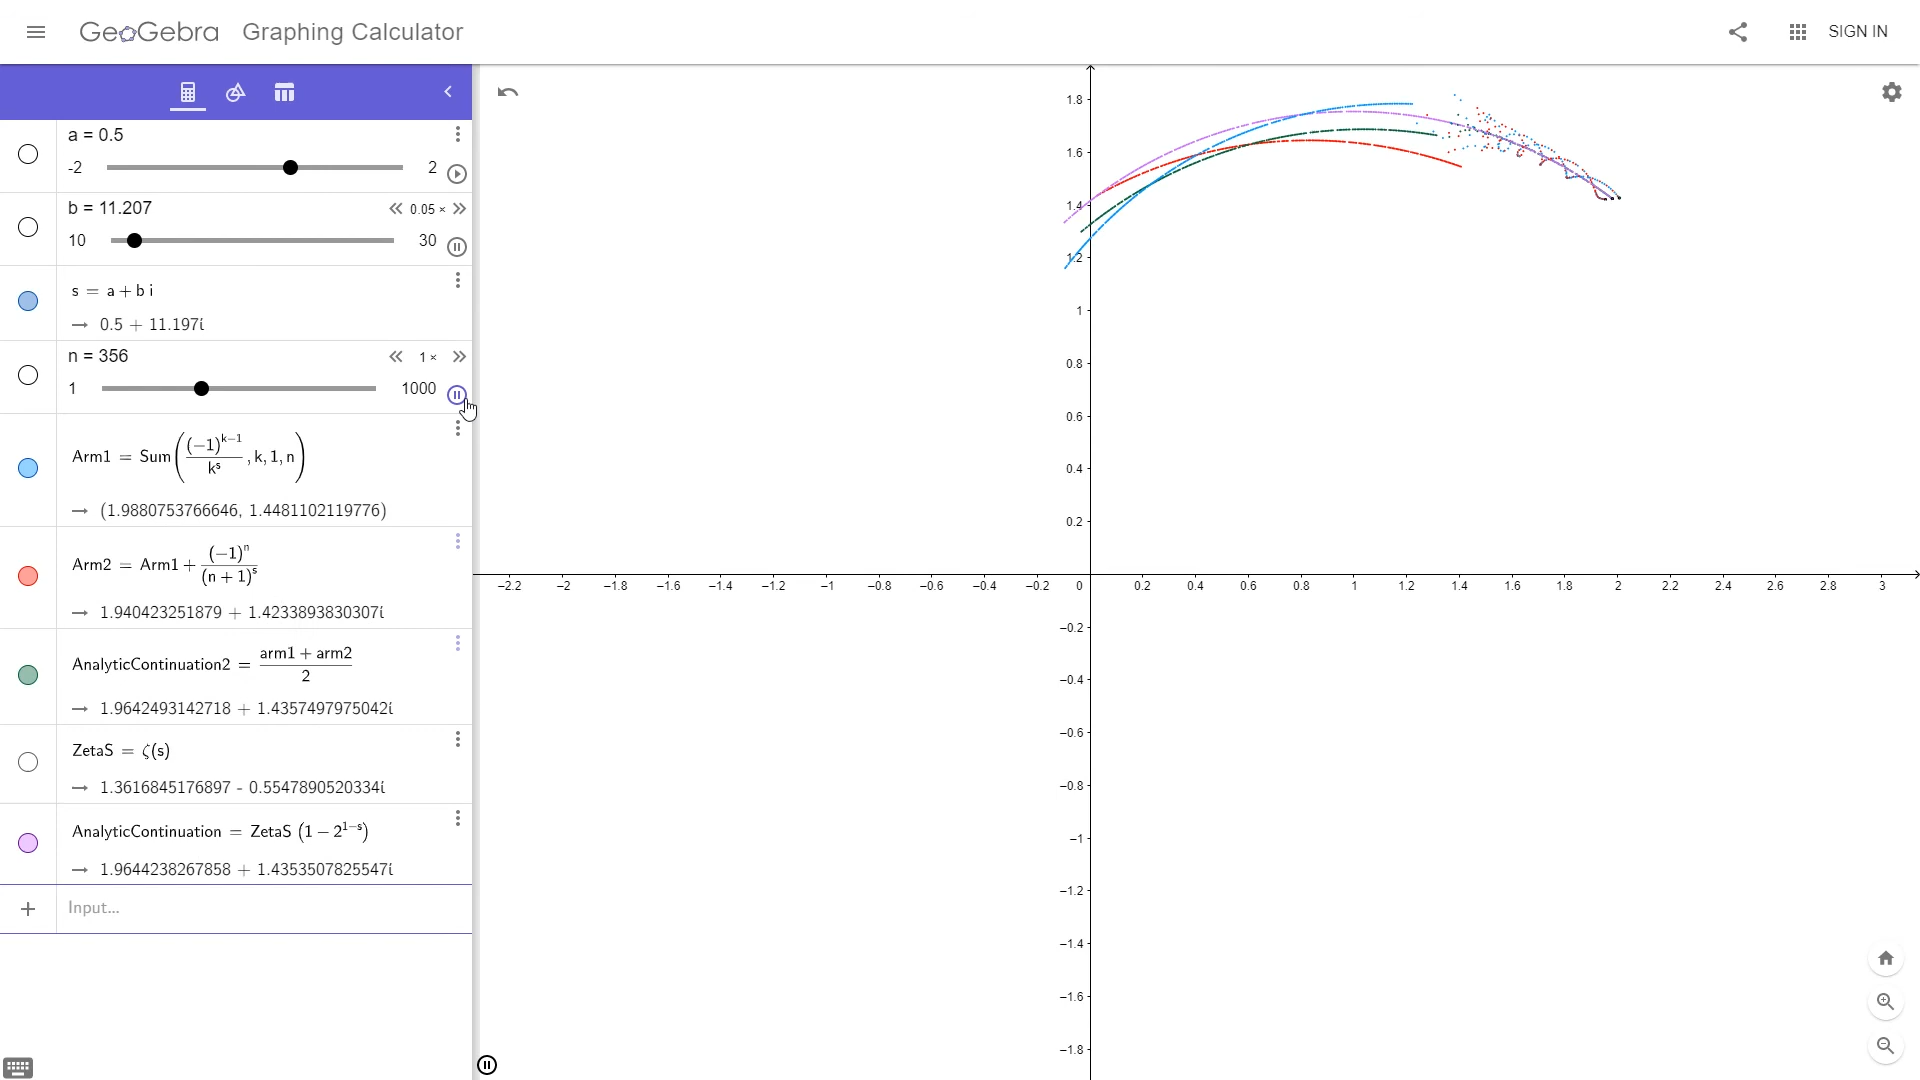 GeoGebra Graphing Calculator SIGN IN
a = 0.5
-2 2
b = 11.207 0.05 ×
10 30
s = a + b i
→ 0.5 + 11.197i
n = 356 1 ×
1 1000
Arm1 = Sum((−1)^(k−1)/k^s, k, 1, n)
→ (1.9880753766646, 1.4481102119776)
Arm2 = Arm1 + (−1)^n/(n+1)^s
→ 1.940423251879 + 1.4233893830307i
AnalyticContinuation2 = (arm1 + arm2)/2
→ 1.9642493142718 + 1.4357497975042i
ZetaS = ζ(s)
→ 1.3616845176897 - 0.5547890520334i
AnalyticContinuation = ZetaS (1 − 2^(1−s))
→ 1.9644238267858 + 1.4353507825547i
Input...
1.8
1.6
1.4
1.2
1
0.8
0.6
0.4
0.2
−2.2 −2 −1.8 −1.6 −1.4 −1.2 −1 −0.8 −0.6 −0.4 −0.2 0 0.2 0.4 0.6 0.8 1 1.2 1.4 1.6 1.8 2 2.2 2.4 2.6 2.8 3
−0.2
−0.4
−0.6
−0.8
−1
−1.2
−1.4
−1.6
−1.8